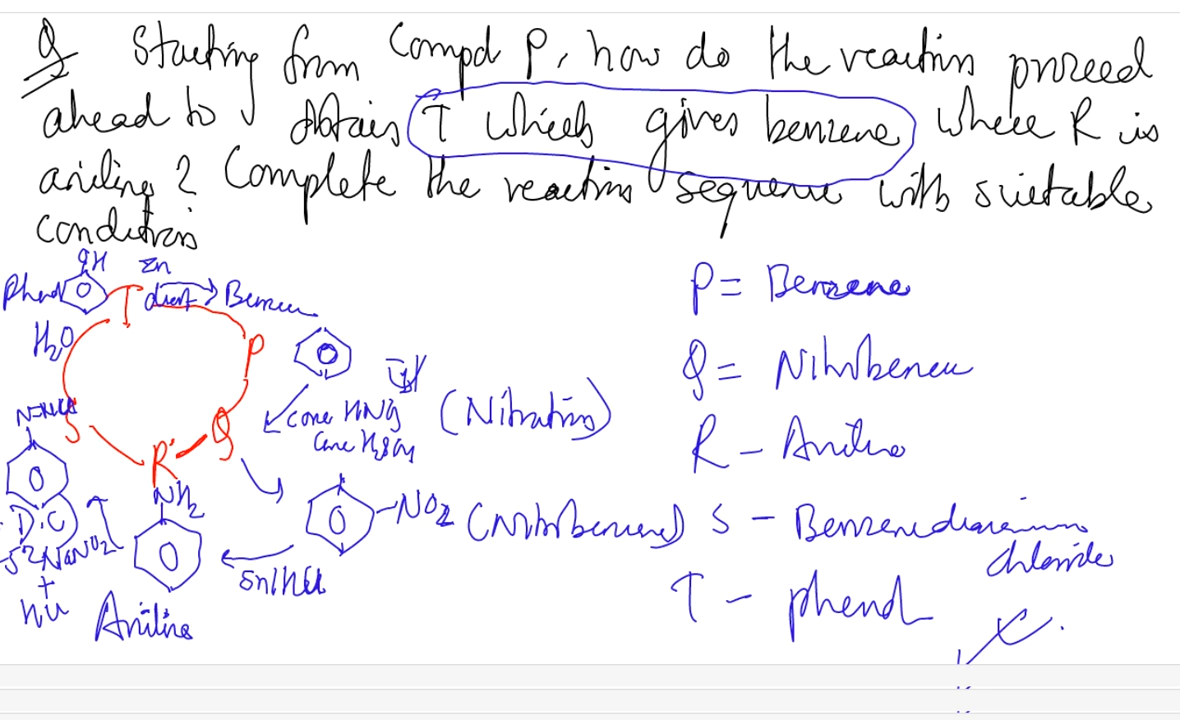 Q Starting from Compd P, how do the reaction proceed
ahead to obtain T which gives benzene where R is
aniline ? Complete the reaction sequence with suitable
condition
OH Zn
Phenol T dust → Benzene
H2O
P
P = Benzene
Q = Nitrobenzene
conc HNO3 (Nitration)
Conc H2SO4
S R Q
R - Aniline
NH2
-NO2 (Nitrobenzene)
S - Benzenediazonium
chloride
NaNO2
+
HCl
Sn/HCl
Aniline
T - phenol